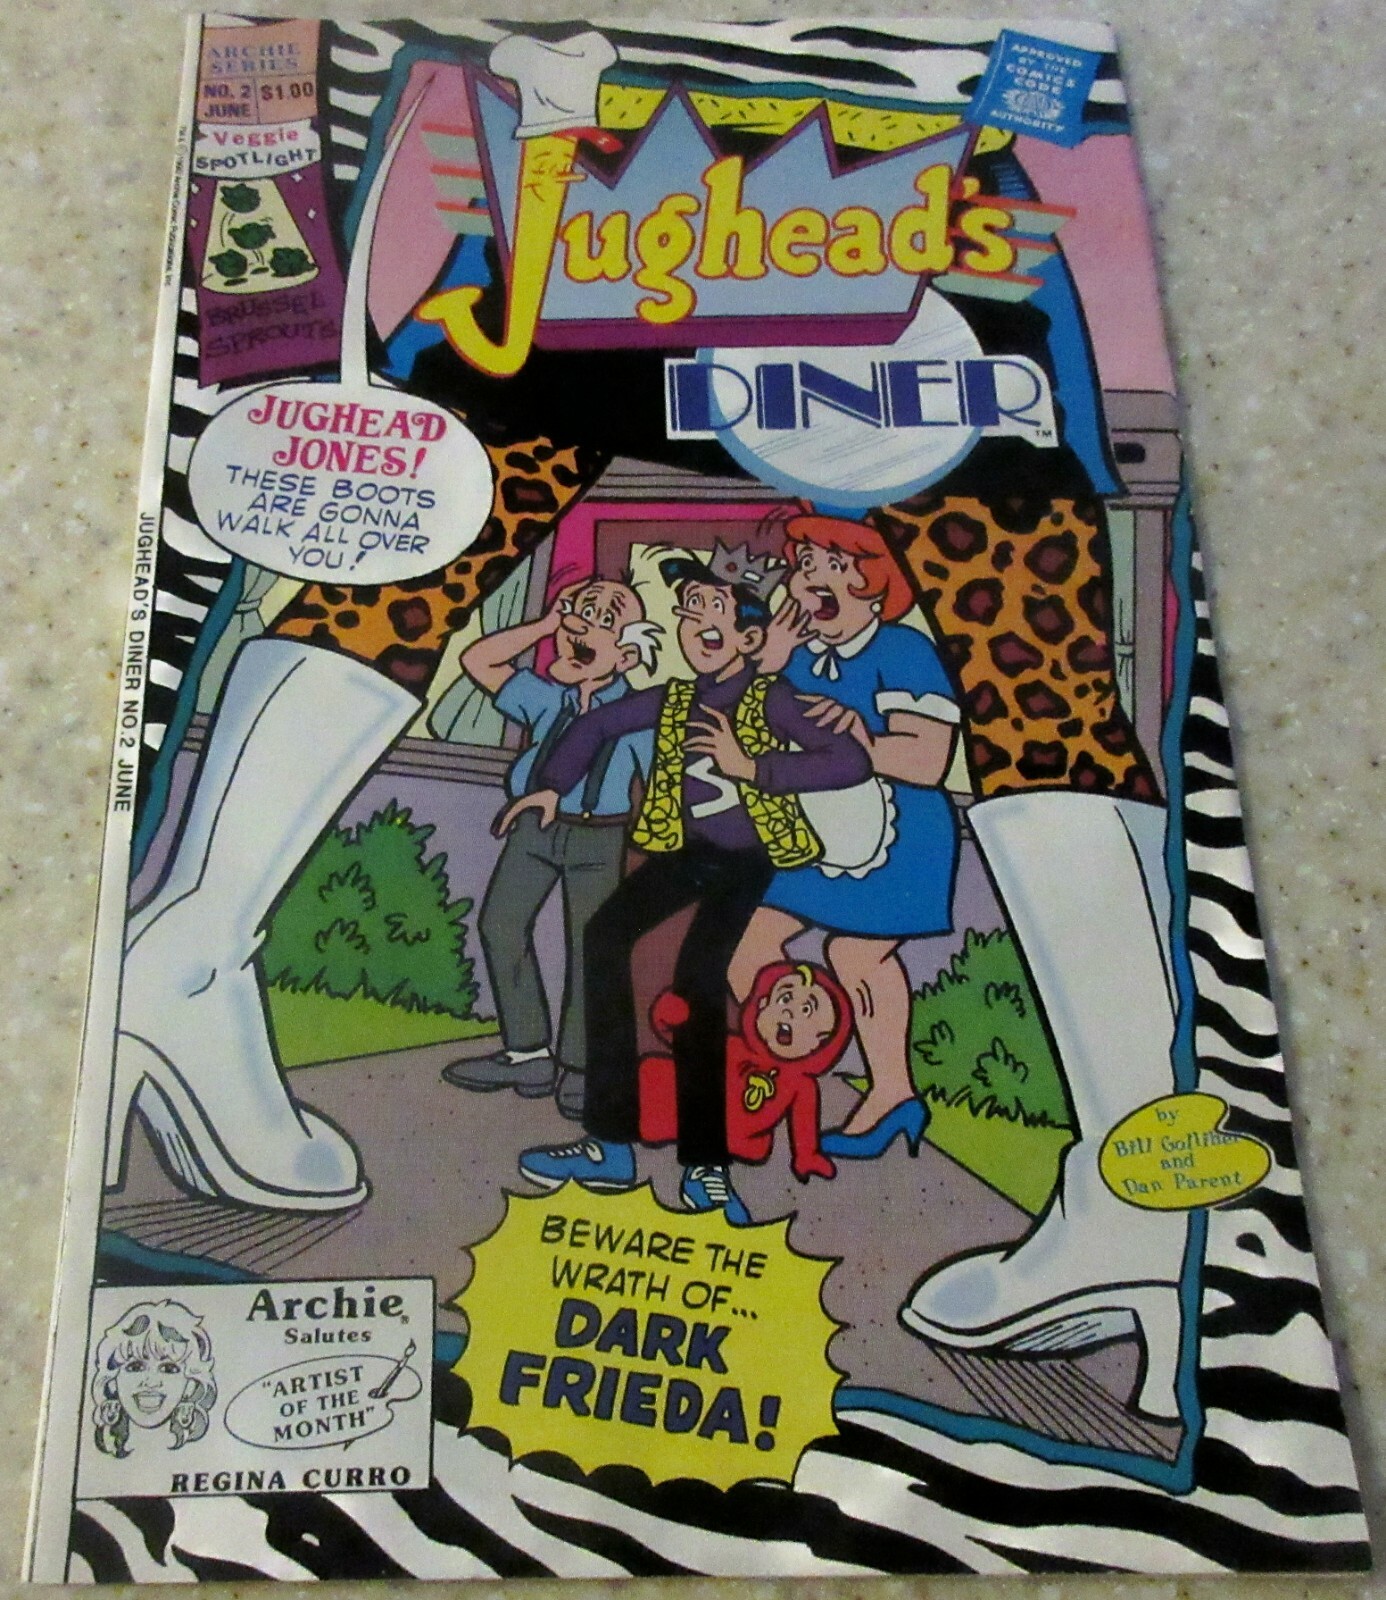 ARCHIE
SERIES
NO. 2
JUNE
$1.00
Veggie
SPOTLIGHT
BRUSSEL
SPROUTS
APPROVED
BY THE
COMICS
CODE
AUTHORITY
Jughead's
DINER
TM
JUGHEAD
JONES!
THESE BOOTS
ARE GONNA
WALK ALL OVER
YOU!
JUGHEAD'S DINER NO.2 JUNE
S
by
Bill Golliher
and
Dan Parent
BEWARE THE
WRATH OF...
DARK
FRIEDA!
Archie®
Salutes
"ARTIST
OF THE
MONTH"
REGINA CURRO